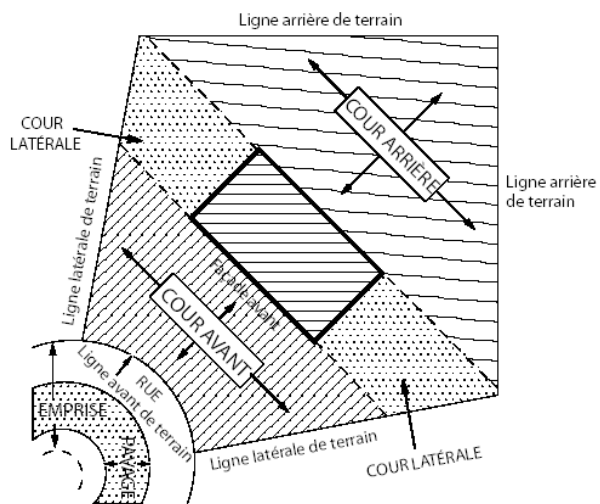 Ligne arrière de terrain
COUR
LATÉRALE
COUR ARRIÈRE
Ligne arrière
de terrain
Ligne latérale de terrain
Façade avant
COUR AVANT
RUE
Ligne avant de terrain
EMPRISE
PAVAGE
Ligne latérale de terrain
COUR LATÉRALE